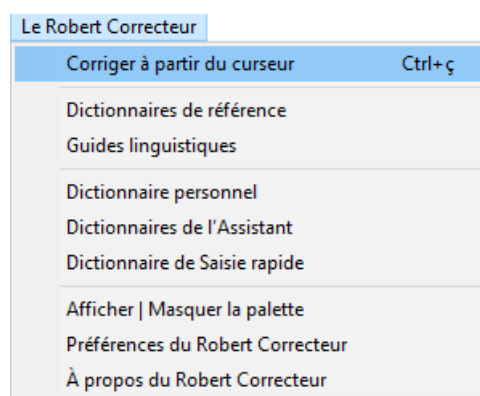 Le Robert Correcteur
Corriger à partir du curseur Ctrl+ç
Dictionnaires de référence
Guides linguistiques
Dictionnaire personnel
Dictionnaires de l'Assistant
Dictionnaire de Saisie rapide
Afficher | Masquer la palette
Préférences du Robert Correcteur
À propos du Robert Correcteur